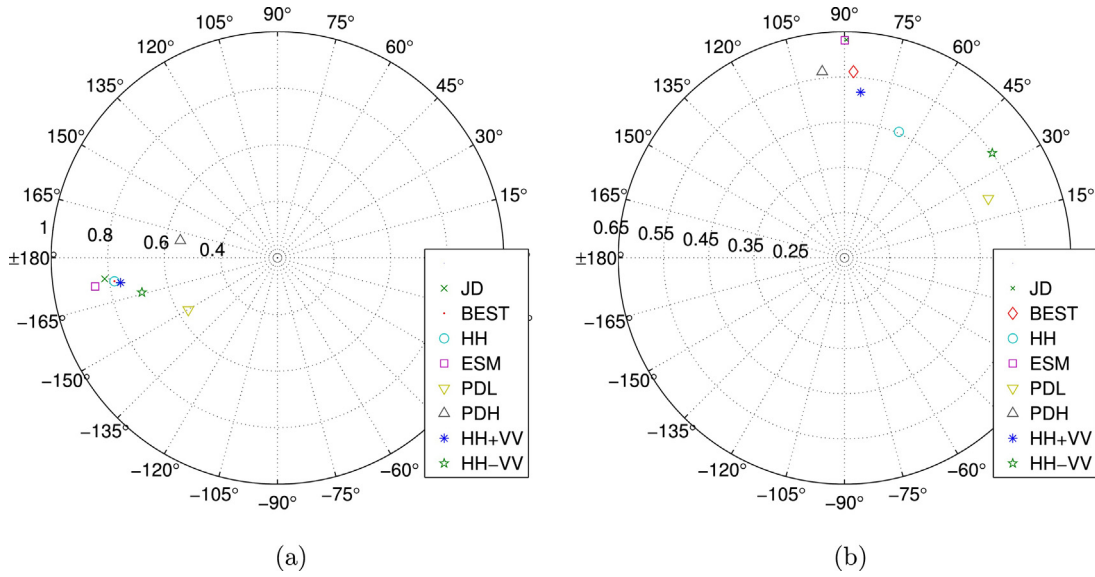 90° 90°
105° 75° 105° 75°
120° 60° 120° 60°
135° 45° 135° 45°
150° 30° 150° 30°
165° 15° 165° 15°
1 0.8 0.6 0.4 0.65 0.55 0.45 0.35 0.25
±180° ±180°
JD JD
BEST BEST
−165° HH −165° HH
ESM ESM
−150° PDL −150° PDL
PDH PDH
−135° HH+VV −135° HH+VV
−120° −60° HH−VV −120° −60° HH−VV
−105° −75° −105° −75°
−90° −90°
(a) (b)